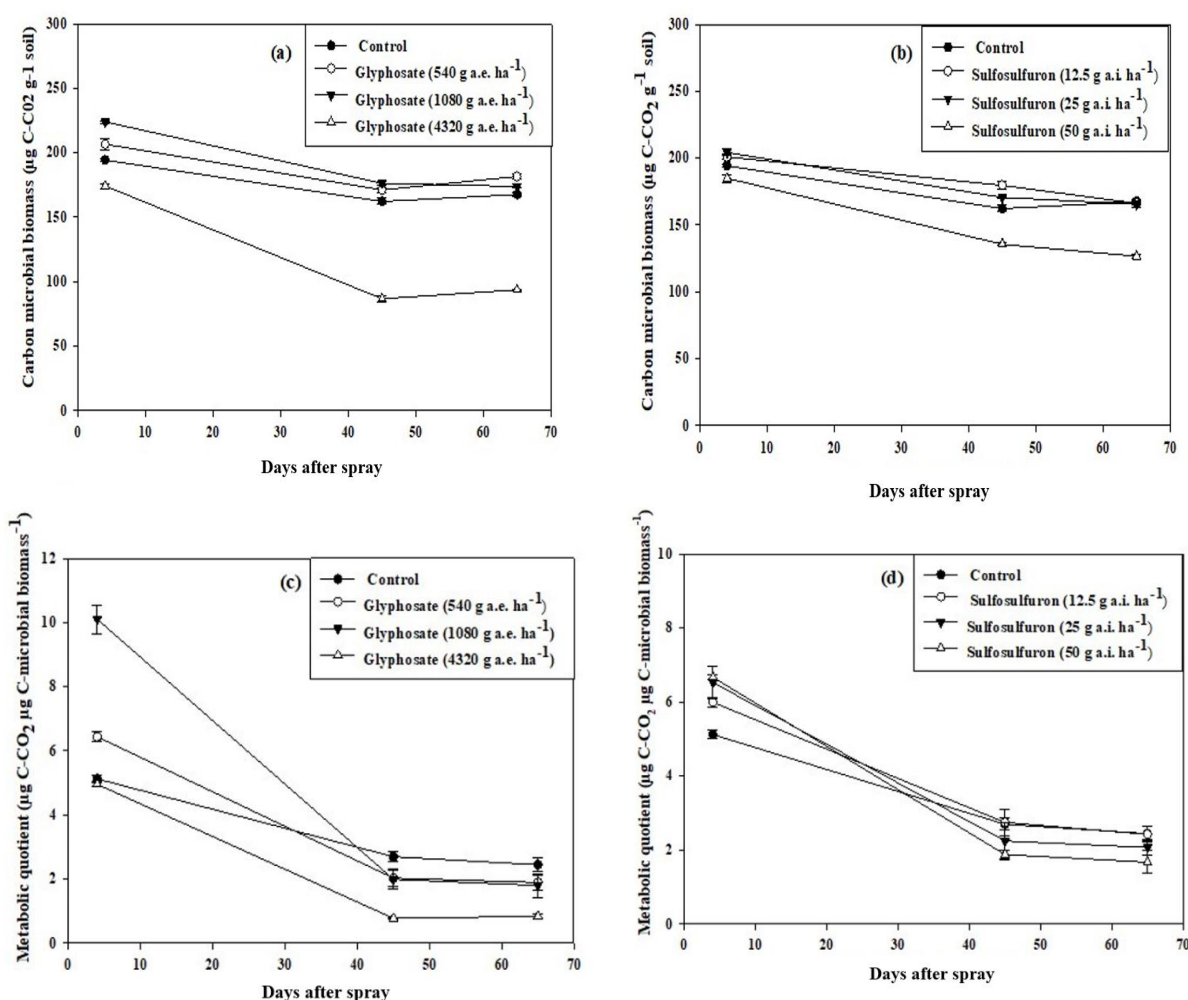 300
250
200
150
100
50
0
Carbon microbial biomass (µg C-C02 g-1 soil)
(a)
Control
Glyphosate (540 g a.e. ha⁻¹)
Glyphosate (1080 g a.e. ha⁻¹)
Glyphosate (4320 g a.e. ha⁻¹)
0 10 20 30 40 50 60 70
Days after spray
300
250
200
150
100
50
0
Carbon microbial biomass (µg C-CO₂ g⁻¹ soil)
(b)
Control
Sulfosulfuron (12.5 g a.i. ha⁻¹)
Sulfosulfuron (25 g a.i. ha⁻¹)
Sulfosulfuron (50 g a.i. ha⁻¹)
0 10 20 30 40 50 60 70
Days after spray
12
10
8
6
4
2
0
Metabolic quotient (µg C-CO₂ µg C-microbial biomass⁻¹)
(c)
Control
Glyphosate (540 g a.e. ha⁻¹)
Glyphosate (1080 g a.e. ha⁻¹)
Glyphosate (4320 g a.e. ha⁻¹)
0 10 20 30 40 50 60 70
Days after spray
10
8
6
4
2
0
Metabolic quotient (µg C-CO₂ µg C-microbial biomass⁻¹)
(d)
Control
Sulfosulfuron (12.5 g a.i. ha⁻¹)
Sulfosulfuron (25 g a.i. ha⁻¹)
Sulfosulfuron (50 g a.i. ha⁻¹)
0 10 20 30 40 50 60 70
Days after spray